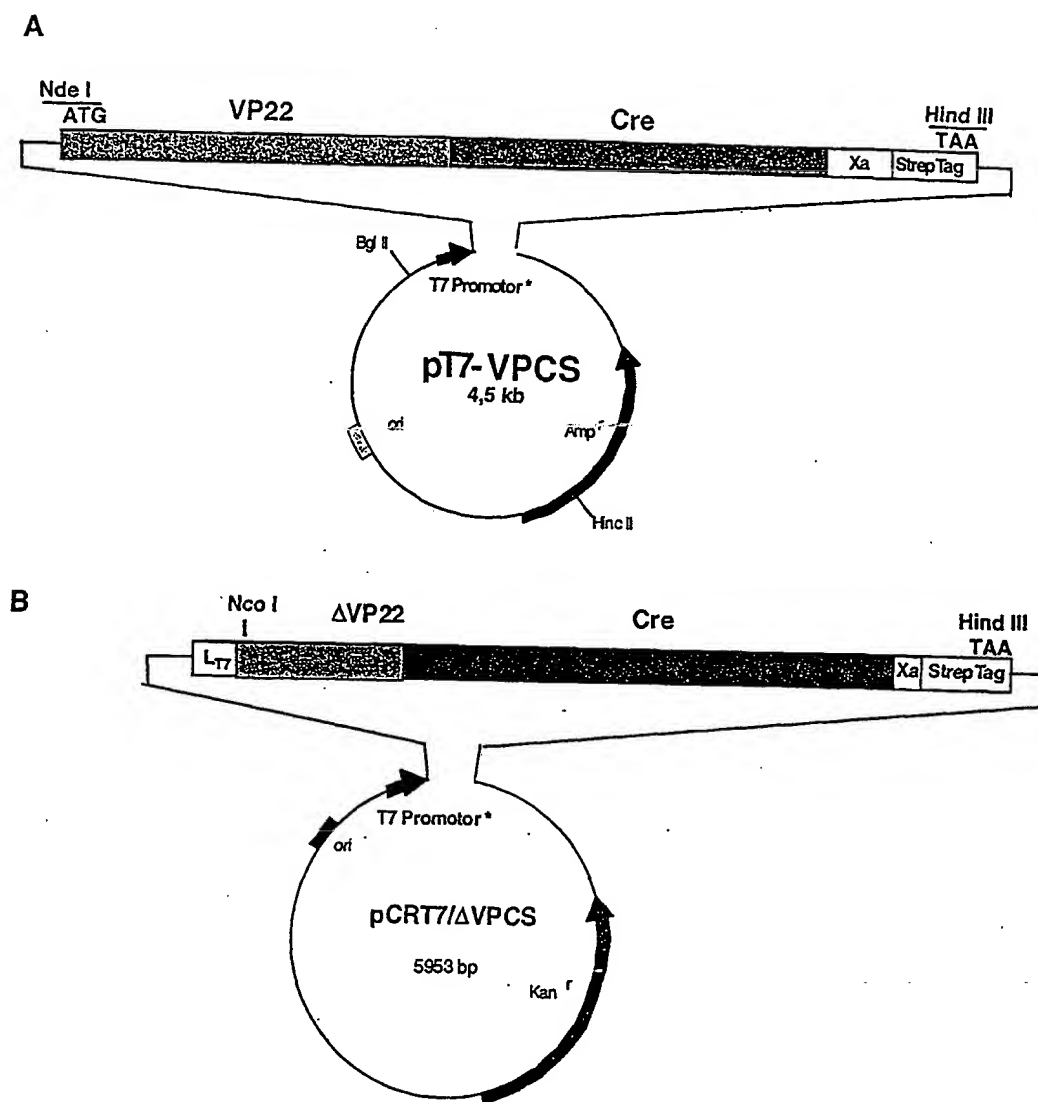 A
Nde I
ATG
VP22
Cre
Hind III
TAA
Xa
StrepTag
Bgl II
T7 Promotor *
pT7-VPCS
4,5 kb
ori
Amp r
Hnc II
B
Nco I
I
ΔVP22
Cre
Hind III
TAA
LT7
Xa
StrepTag
T7 Promotor *
ori
pCRT7/ΔVPCS
5953 bp
Kan r